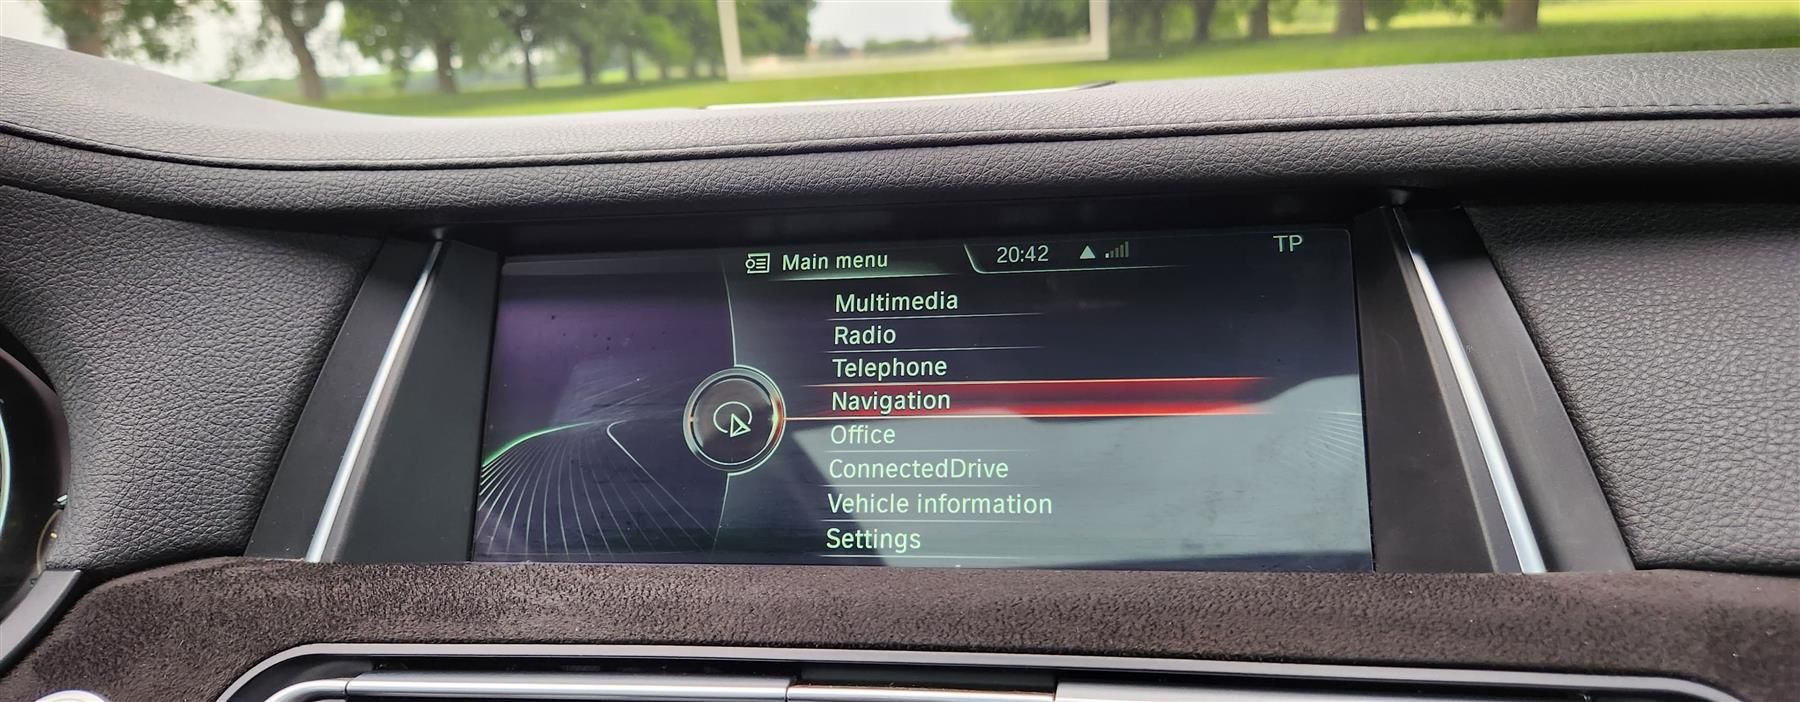 Main menu
20:42
TP
Multimedia
Radio
Telephone
Navigation
Office
ConnectedDrive
Vehicle information
Settings